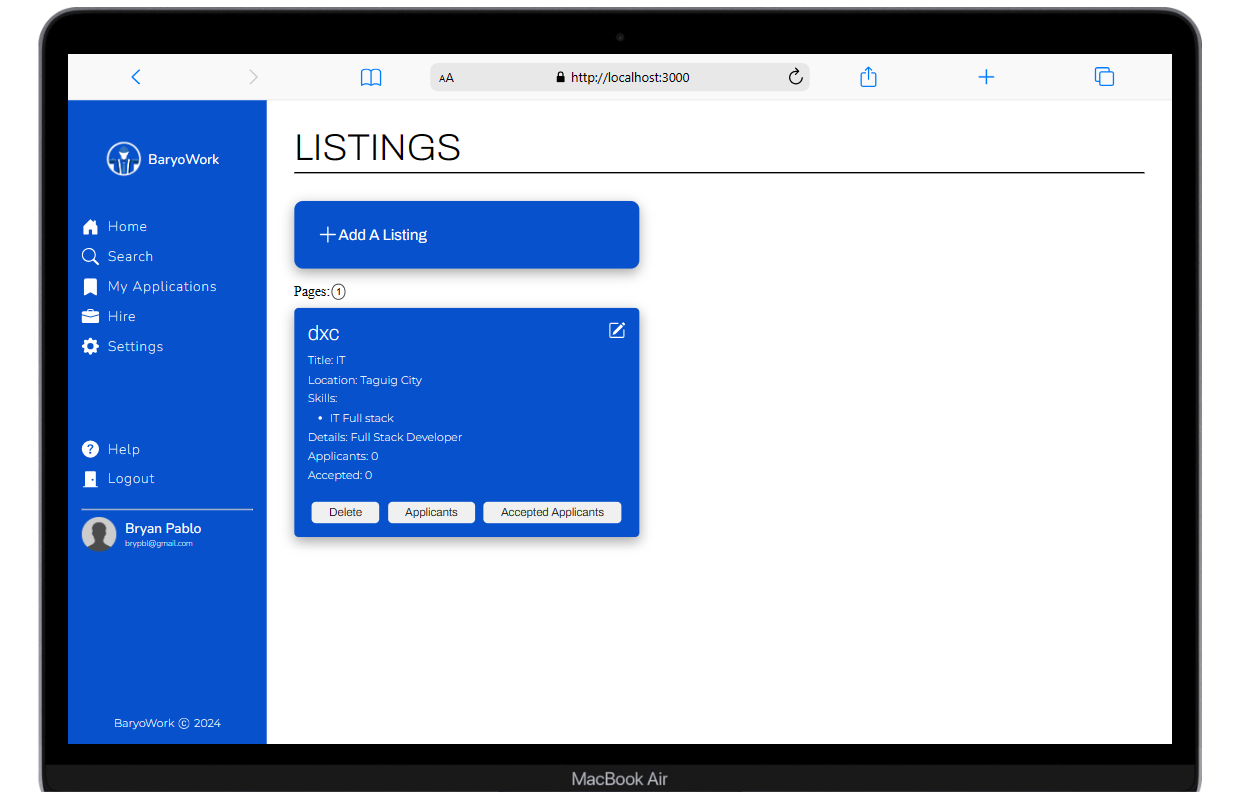 AA http://localhost:3000
BaryoWork
Home
Search
My Applications
Hire
Settings
? Help
Logout
Bryan Pablo
brypbl@gmail.com
BaryoWork © 2024
LISTINGS
+ Add A Listing
Pages: 1
dxc
Title: IT
Location: Taguig City
Skills:
• IT Full stack
Details: Full Stack Developer
Applicants: 0
Accepted: 0
Delete Applicants Accepted Applicants
MacBook Air